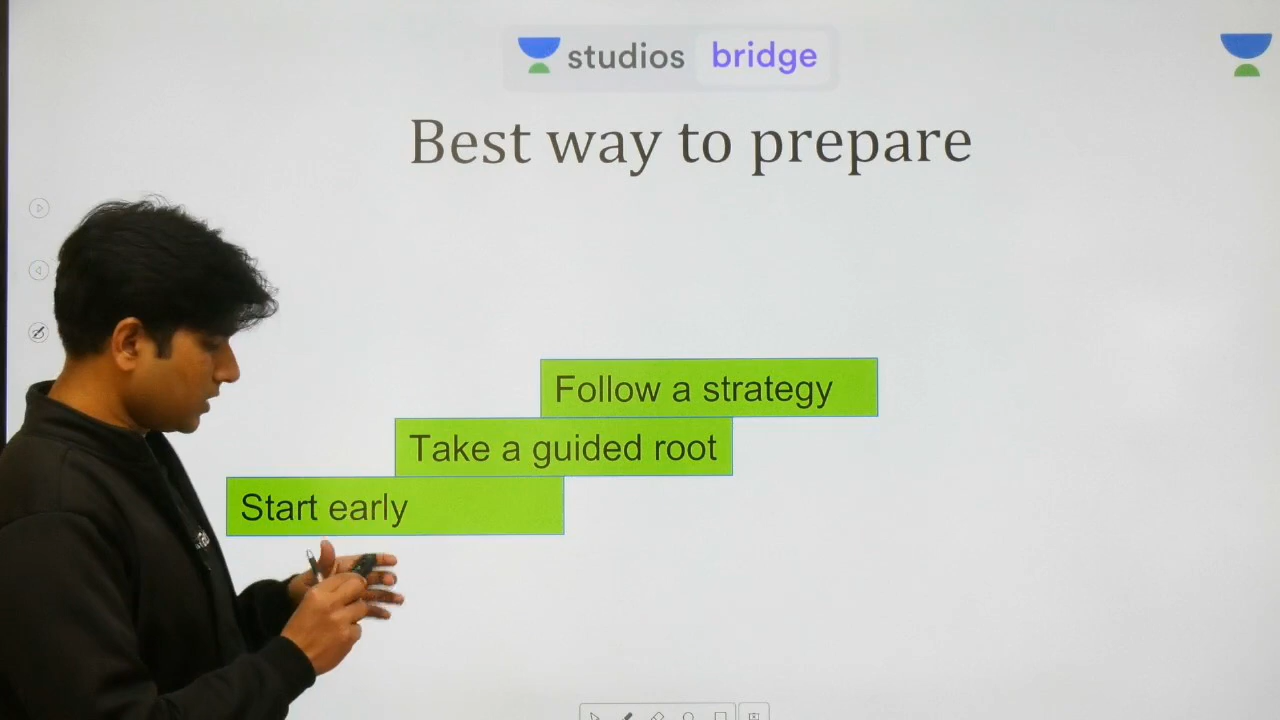 studios bridge
Best way to prepare
Follow a strategy
Take a guided root
Start early